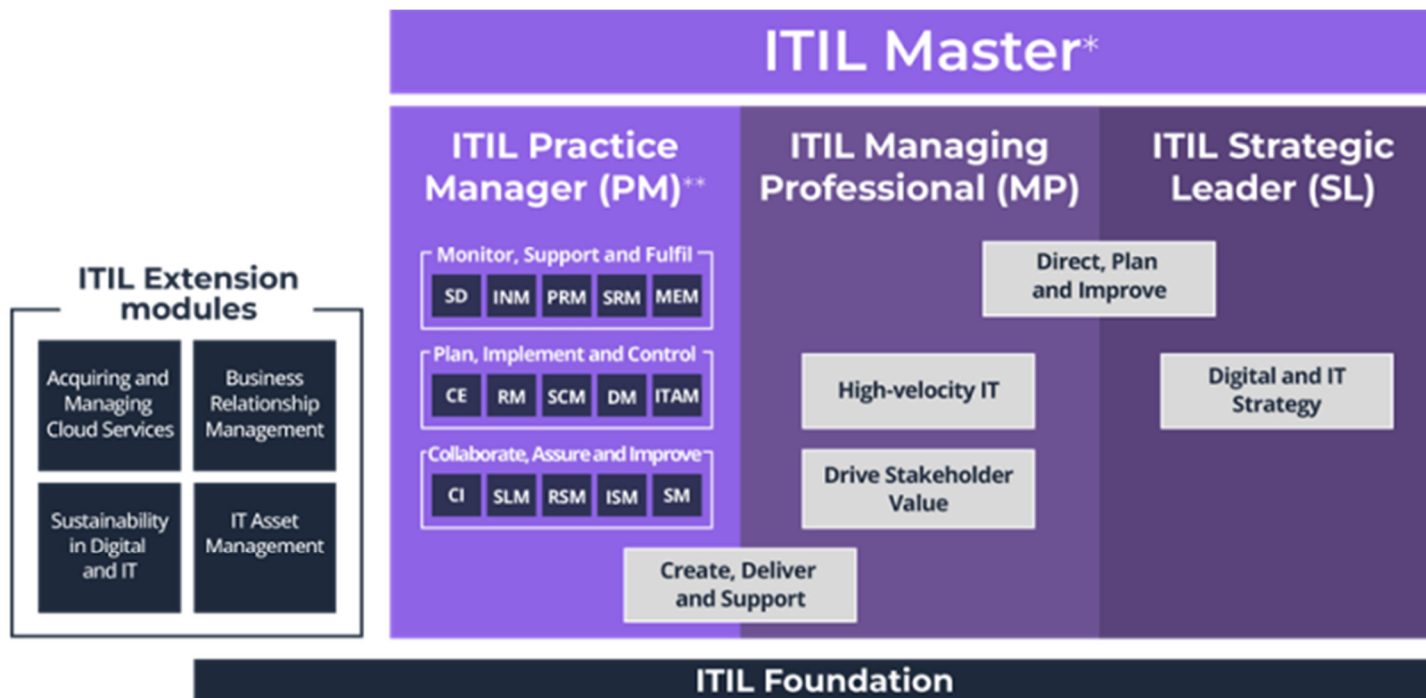 ITIL Master*
ITIL Practice
Manager (PM)**
Monitor, Support and Fulfil
SD INM PRM SRM MEM
Plan, Implement and Control
CE RM SCM DM ITAM
Collaborate, Assure and Improve
CI SLM RSM ISM SM
ITIL Managing
Professional (MP)
ITIL Strategic
Leader (SL)
Direct, Plan
and Improve
High-velocity IT
Digital and IT
Strategy
Drive Stakeholder
Value
Create, Deliver
and Support
ITIL Extension
modules
Acquiring and
Managing
Cloud Services
Business
Relationship
Management
Sustainability
in Digital
and IT
IT Asset
Management
ITIL Foundation